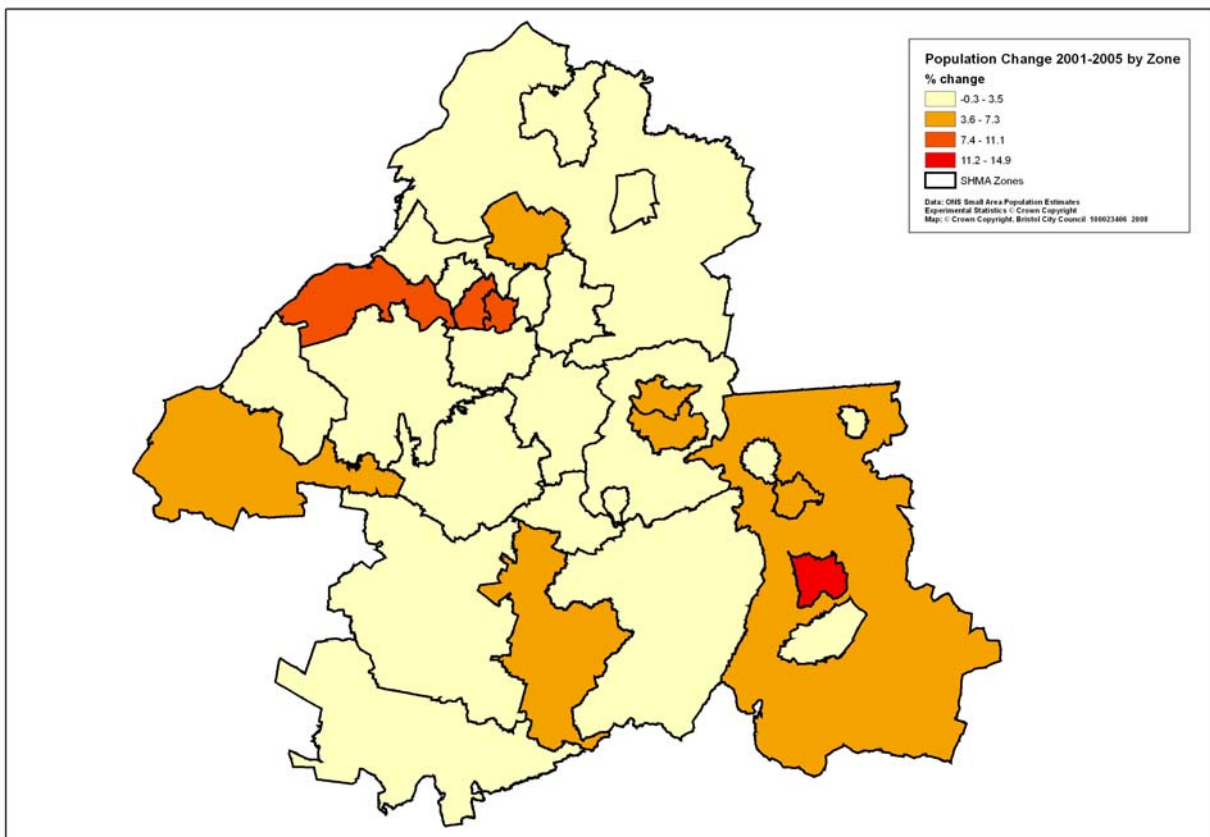 Population Change 2001-2005 by Zone
% change
-0.3 - 3.5
3.6 - 7.3
7.4 - 11.1
11.2 - 14.9
SHMA Zones
Data: ONS Small Area Population Estimates
Experimental Statistics © Crown Copyright
Map: © Crown Copyright. Bristol City Council 100023406 2008